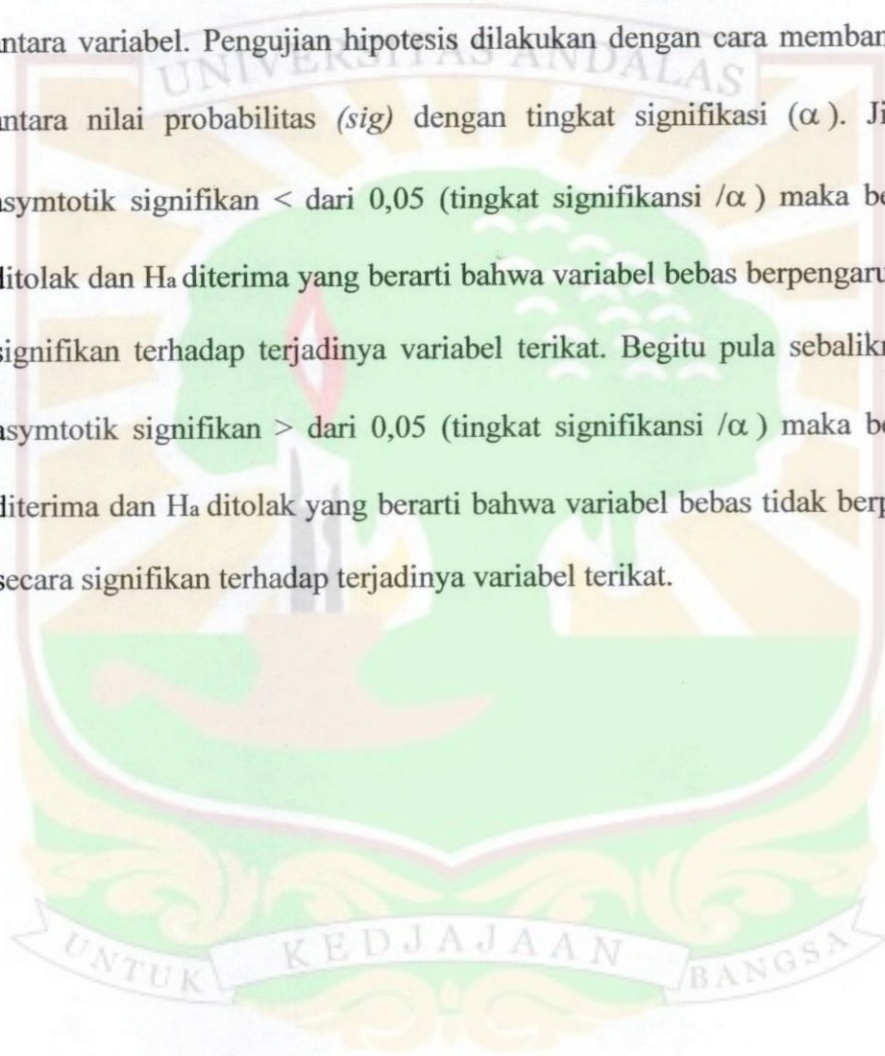 ntara variabel. Pengujian hipotesis dilakukan dengan cara memban
UNIVERSITAS ANDALAS
ntara nilai probabilitas (sig) dengan tingkat signifikasi (α ). Ji
asymtotik signifikan < dari 0,05 (tingkat signifikansi /α ) maka be
ditolak dan Ha diterima yang berarti bahwa variabel bebas berpengaru
signifikan terhadap terjadinya variabel terikat. Begitu pula sebalikn
asymtotik signifikan > dari 0,05 (tingkat signifikansi /α ) maka be
diterima dan Ha ditolak yang berarti bahwa variabel bebas tidak berp
secara signifikan terhadap terjadinya variabel terikat.
UNTUK KEDJAJAAN BANGSA